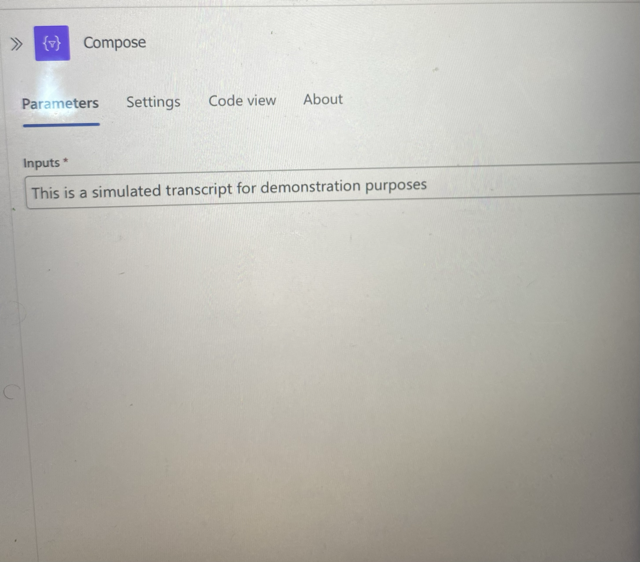 Compose
Parameters Settings Code view About
Inputs *
This is a simulated transcript for demonstration purposes